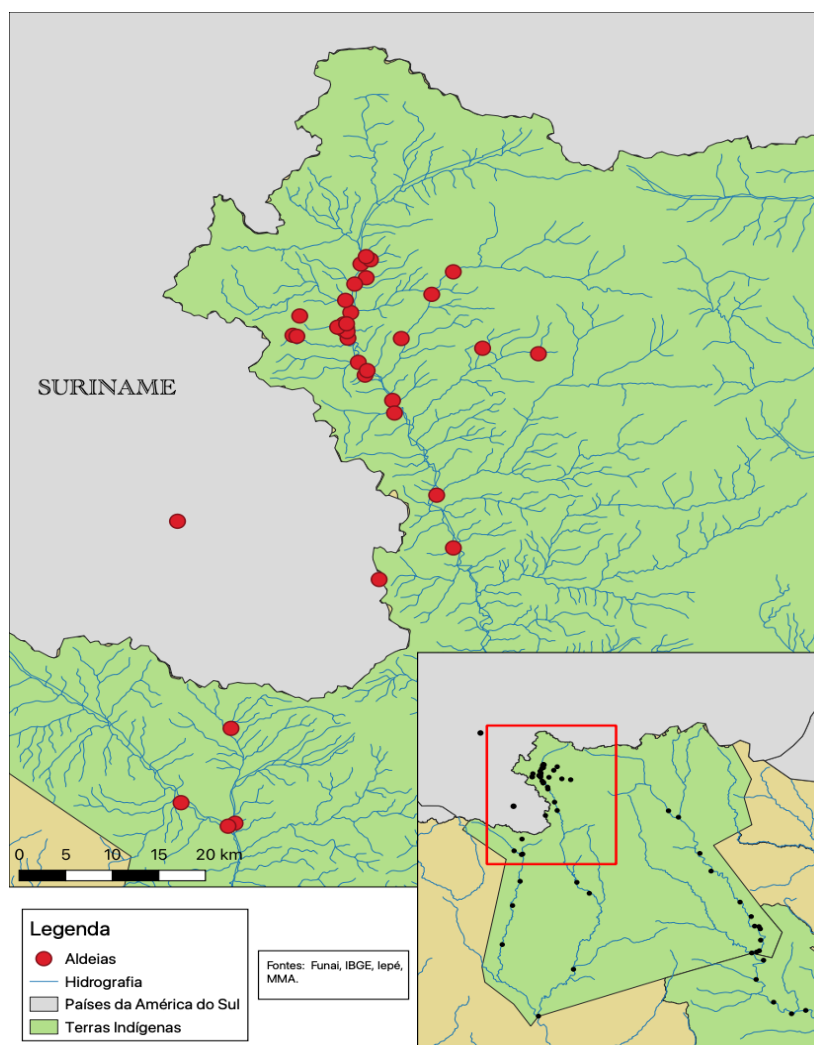 SURINAME
0 5 10 15 20 km
Legenda
Aldeias
Hidrografia
Países da América do Sul
Terras Indígenas
Fontes: Funai, IBGE, Iepé,
MMA.